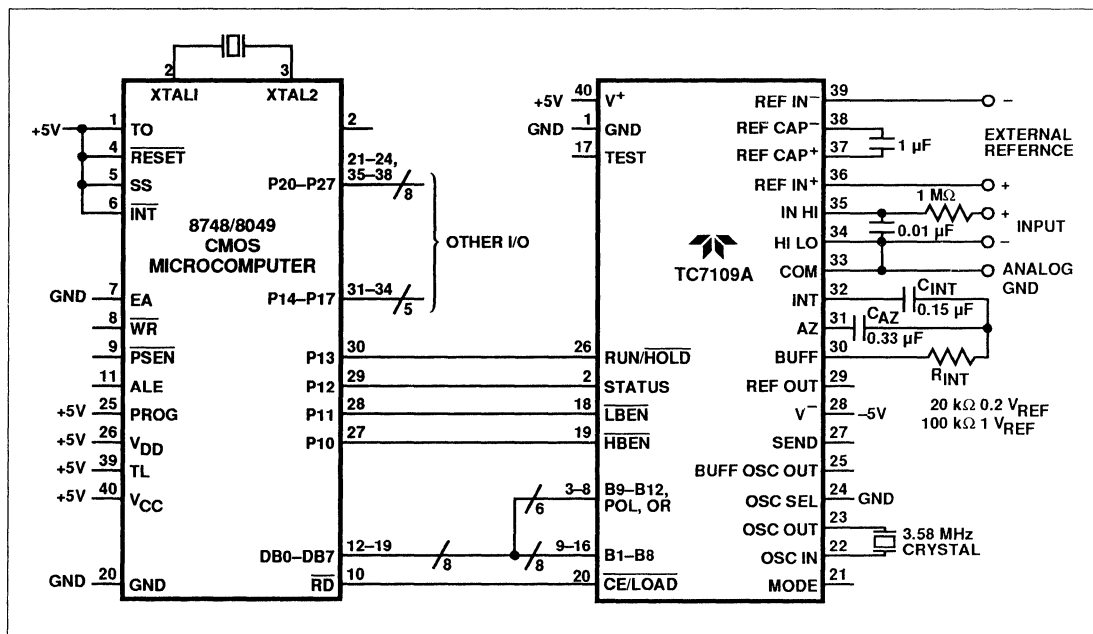 2 3
XTAL1 XTAL2
+5V 1 TO
4 RESET
5 SS
6 INT
8748/8049
CMOS
MICROCOMPUTER
GND 7 EA
8 WR
9 PSEN
11 ALE
+5V 25 PROG
+5V 26 VDD
+5V 39 TL
+5V 40 VCC
GND 20 GND
2
21–24,
P20–P27 35–38 8
OTHER I/O
P14–P17 31–34 5
P13 30
P12 29
P11 28
P10 27
DB0–DB7 12–19 8
RD 10
+5V 40 V+
GND 1 GND
17 TEST
26 RUN/HOLD
2 STATUS
18 LBEN
19 HBEN
6 3–8 B9–B12,
POL, OR
8 9–16 B1–B8
20 CE/LOAD
TC7109A
REF IN– 39 –
REF CAP– 38
REF CAP+ 37
1 µF
EXTERNAL
REFERNCE
REF IN+ 36 +
IN HI 35 1 MΩ +
0.01 µF
INPUT
HI LO 34 –
COM 33 ANALOG
GND
INT 32 CINT
0.15 µF
AZ 31 CAZ
0.33 µF
BUFF 30
RINT
REF OUT 29
20 kΩ 0.2 VREF
100 kΩ 1 VREF
V– 28 –5V
SEND 27
BUFF OSC OUT 25
OSC SEL 24 GND
OSC OUT 23
3.58 MHz
CRYSTAL
OSC IN 22
MODE 21